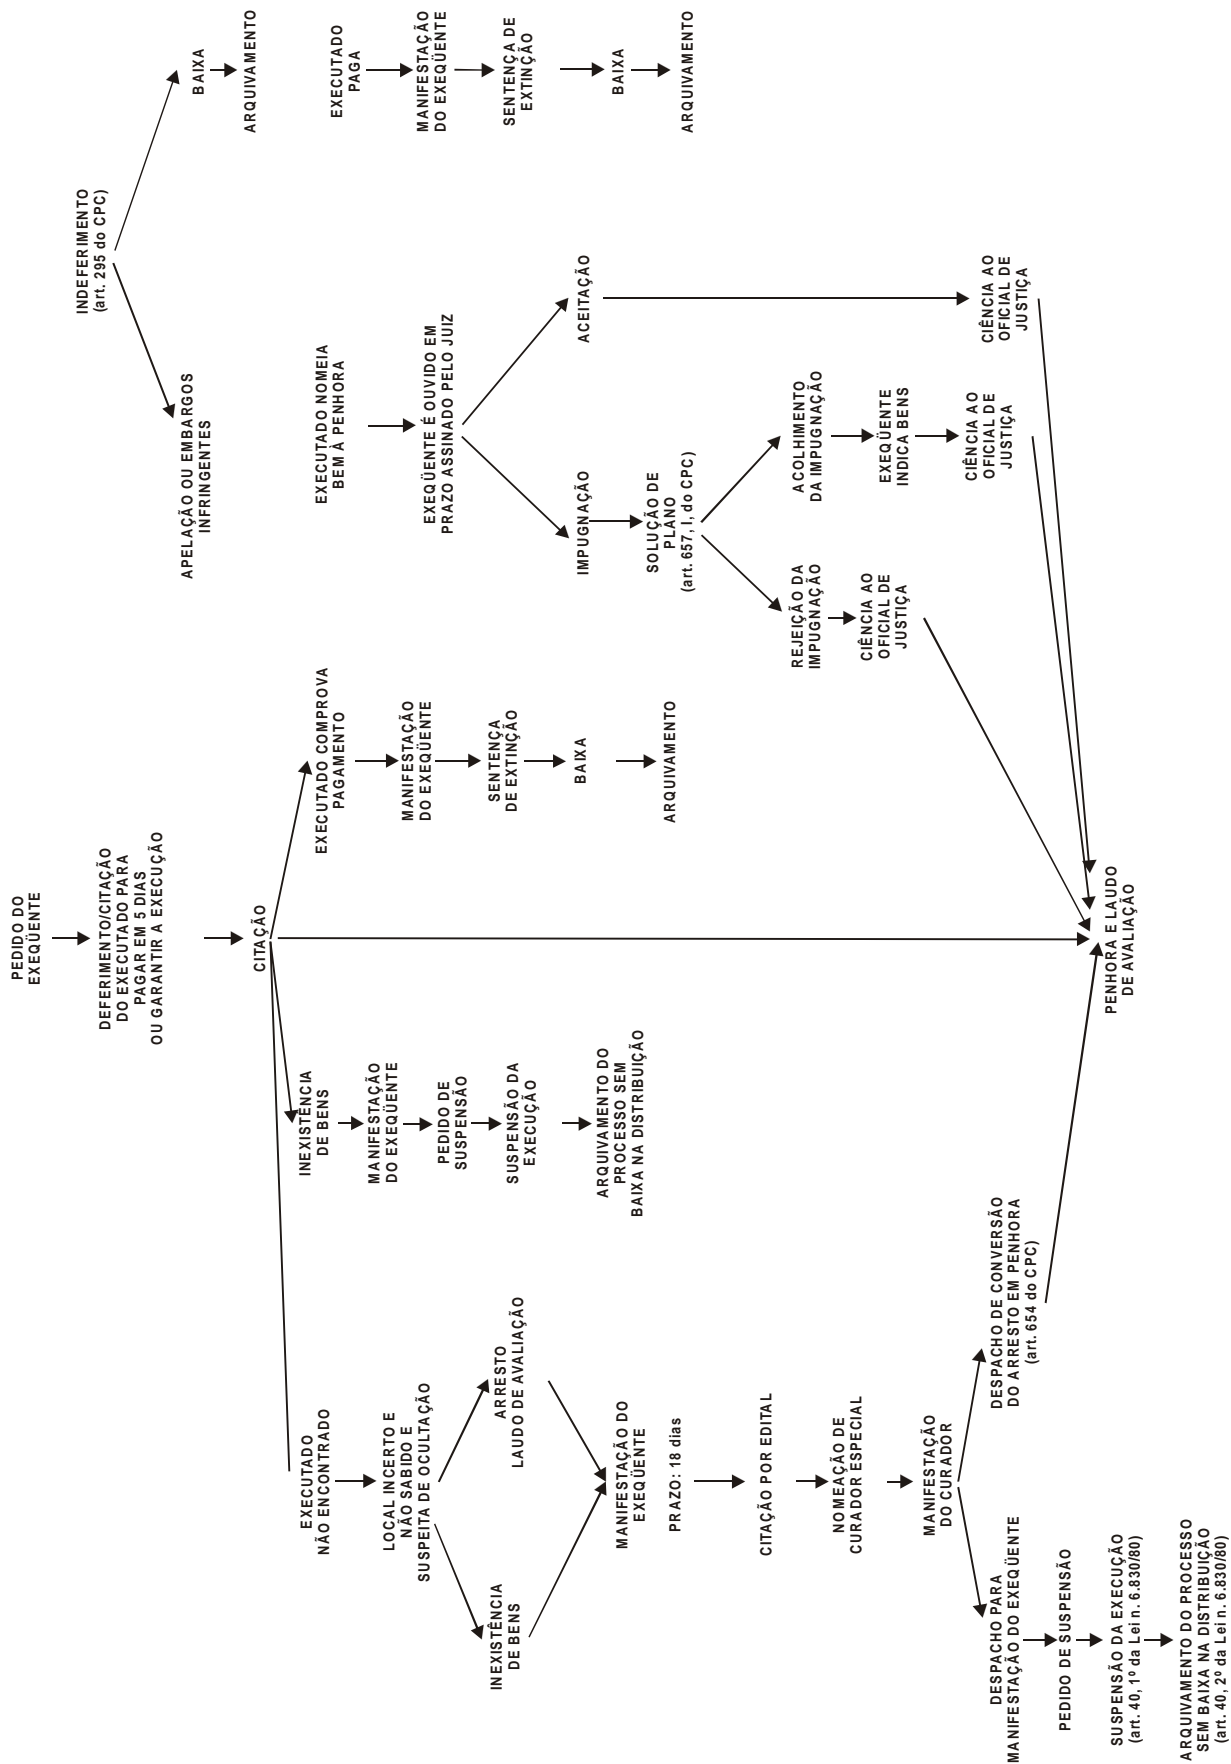 PEDIDO DO
EXEQÜENTE
DEFERIMENTO/CITAÇÃO
DO EXECUTADO PARA
PAGAR EM 5 DIAS
OU GARANTIR A EXECUÇÃO
CITAÇÃO
INDEFERIMENTO
(art. 295 do CPC)
APELAÇÃO OU EMBARGOS
INFRINGENTES
BAIXA
ARQUIVAMENTO
EXECUTADO
NÃO ENCONTRADO
LOCAL INCERTO E
NÃO SABIDO E
SUSPEITA DE OCULTAÇÃO
INEXISTÊNCIA
DE BENS
ARRESTO
LAUDO DE AVALIAÇÃO
MANIFESTAÇÃO DO
EXEQÜENTE
PRAZO: 18 dias
CITAÇÃO POR EDITAL
NOMEAÇÃO DE
CURADOR ESPECIAL
MANIFESTAÇÃO
DO CURADOR
DESPACHO PARA
MANIFESTAÇÃO DO EXEQÜENTE
PEDIDO DE SUSPENSÃO
SUSPENSÃO DA EXECUÇÃO
(art. 40, 1º da Lei n. 6.830/80)
ARQUIVAMENTO DO PROCESSO
SEM BAIXA NA DISTRIBUIÇÃO
(art. 40, 2º da Lei n. 6.830/80)
DESPACHO DE CONVERSÃO
DO ARRESTO EM PENHORA
(art. 654 do CPC)
INEXISTÊNCIA
DE BENS
MANIFESTAÇÃO
DO EXEQÜENTE
PEDIDO DE
SUSPENSÃO
SUSPENSÃO DA
EXECUÇÃO
ARQUIVAMENTO DO
PROCESSO SEM
BAIXA NA DISTRIBUIÇÃO
EXECUTADO COMPROVA
PAGAMENTO
MANIFESTAÇÃO
DO EXEQÜENTE
SENTENÇA
DE EXTINÇÃO
BAIXA
ARQUIVAMENTO
EXECUTADO NOMEIA
BEM À PENHORA
EXEQÜENTE É OUVIDO EM
PRAZO ASSINADO PELO JUIZ
IMPUGNAÇÃO
SOLUÇÃO DE
PLANO
(art. 657, I, do CPC)
REJEIÇÃO DA
IMPUGNAÇÃO
CIÊNCIA AO
OFICIAL DE
JUSTIÇA
ACOLHIMENTO
DA IMPUGNAÇÃO
EXEQÜENTE
INDICA BENS
CIÊNCIA AO
OFICIAL DE
JUSTIÇA
ACEITAÇÃO
CIÊNCIA AO
OFICIAL DE
JUSTIÇA
EXECUTADO
PAGA
MANIFESTAÇÃO
DO EXEQÜENTE
SENTENÇA DE
EXTINÇÃO
BAIXA
ARQUIVAMENTO
PENHORA E LAUDO
DE AVALIAÇÃO